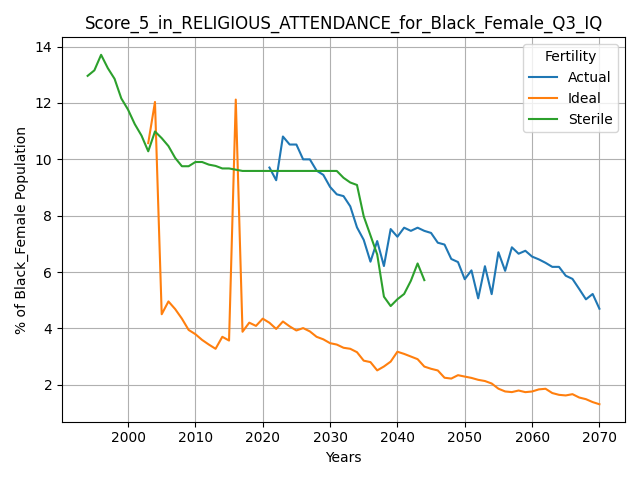 Score_5_in_RELIGIOUS_ATTENDANCE_for_Black_Female_Q3_IQ
Fertility
Actual
Ideal
Sterile
% of Black_Female Population
14
12
10
8
6
4
2
2000
2010
2020
2030
2040
2050
2060
2070
Years